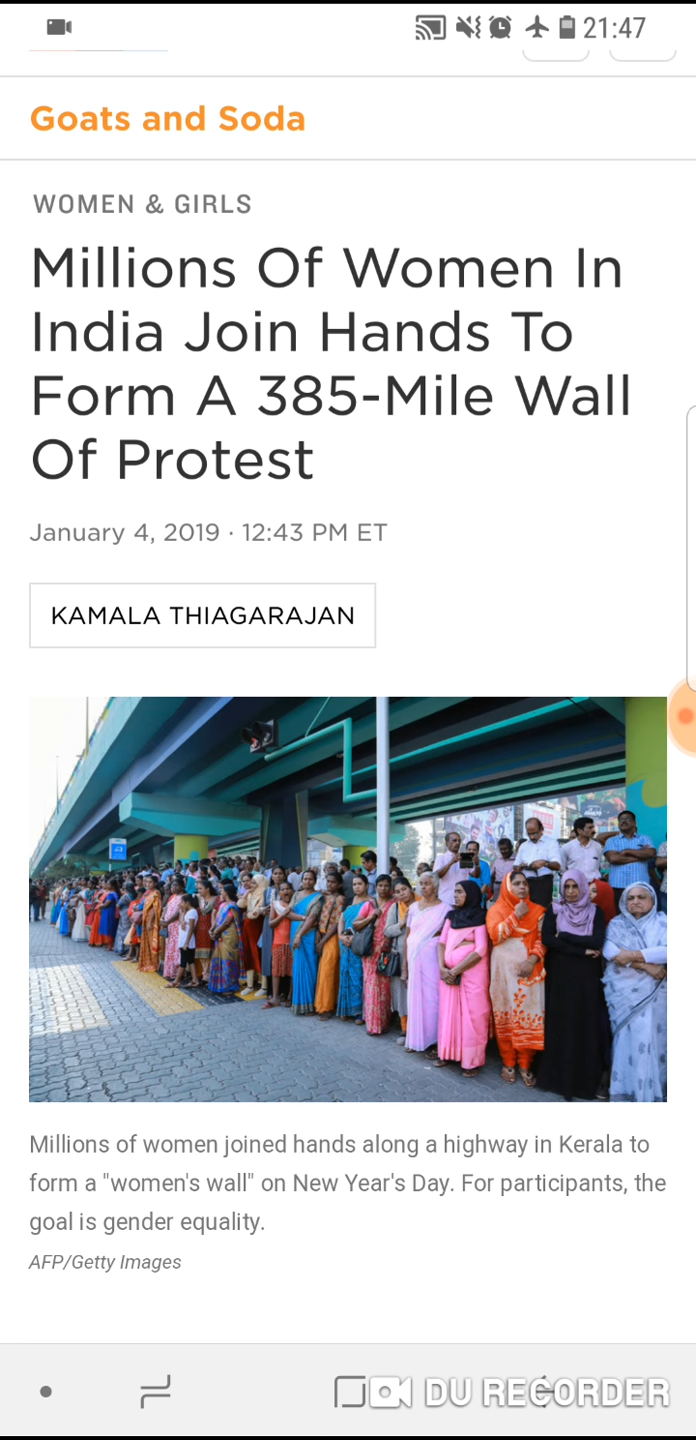 21:47
Goats and Soda
WOMEN & GIRLS
Millions Of Women In
India Join Hands To
Form A 385-Mile Wall
Of Protest
January 4, 2019 · 12:43 PM ET
KAMALA THIAGARAJAN
Millions of women joined hands along a highway in Kerala to
form a "women's wall" on New Year's Day. For participants, the
goal is gender equality.
AFP/Getty Images
DU RECORDER